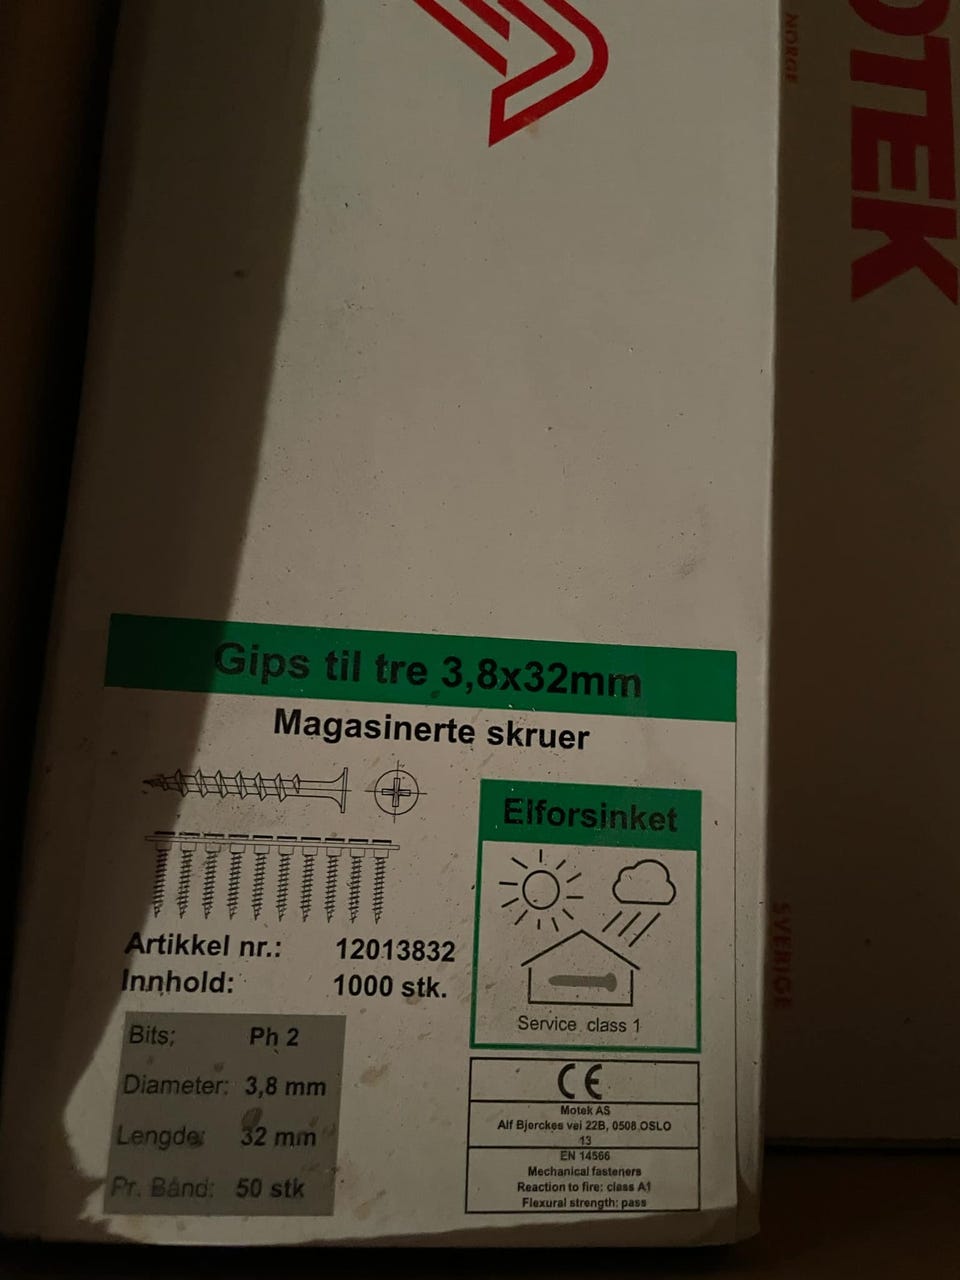 NORGE
OTEK
Gips til tre 3,8x32mm
Magasinerte skruer
Elforsinket
Artikkel nr.: 12013832
Innhold: 1000 stk.
Service class 1
Bits; Ph 2
Diameter: 3,8 mm
Lengde: 32 mm
Pr. Bånd: 50 stk
CE
Motek AS
Alf Bjerckes vei 22B, 0508 OSLO
13
EN 14566
Mechanical fasteners
Reaction to fire: class A1
Flexural strength: pass
SVERIGE